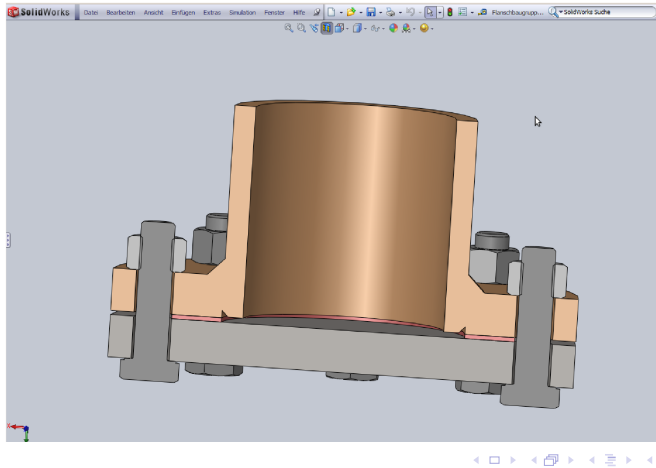 SolidWorks Datei Bearbeiten Ansicht Einfügen Extras Simulation Fenster Hilfe Flanschbaugrupp... SolidWorks Suche
X